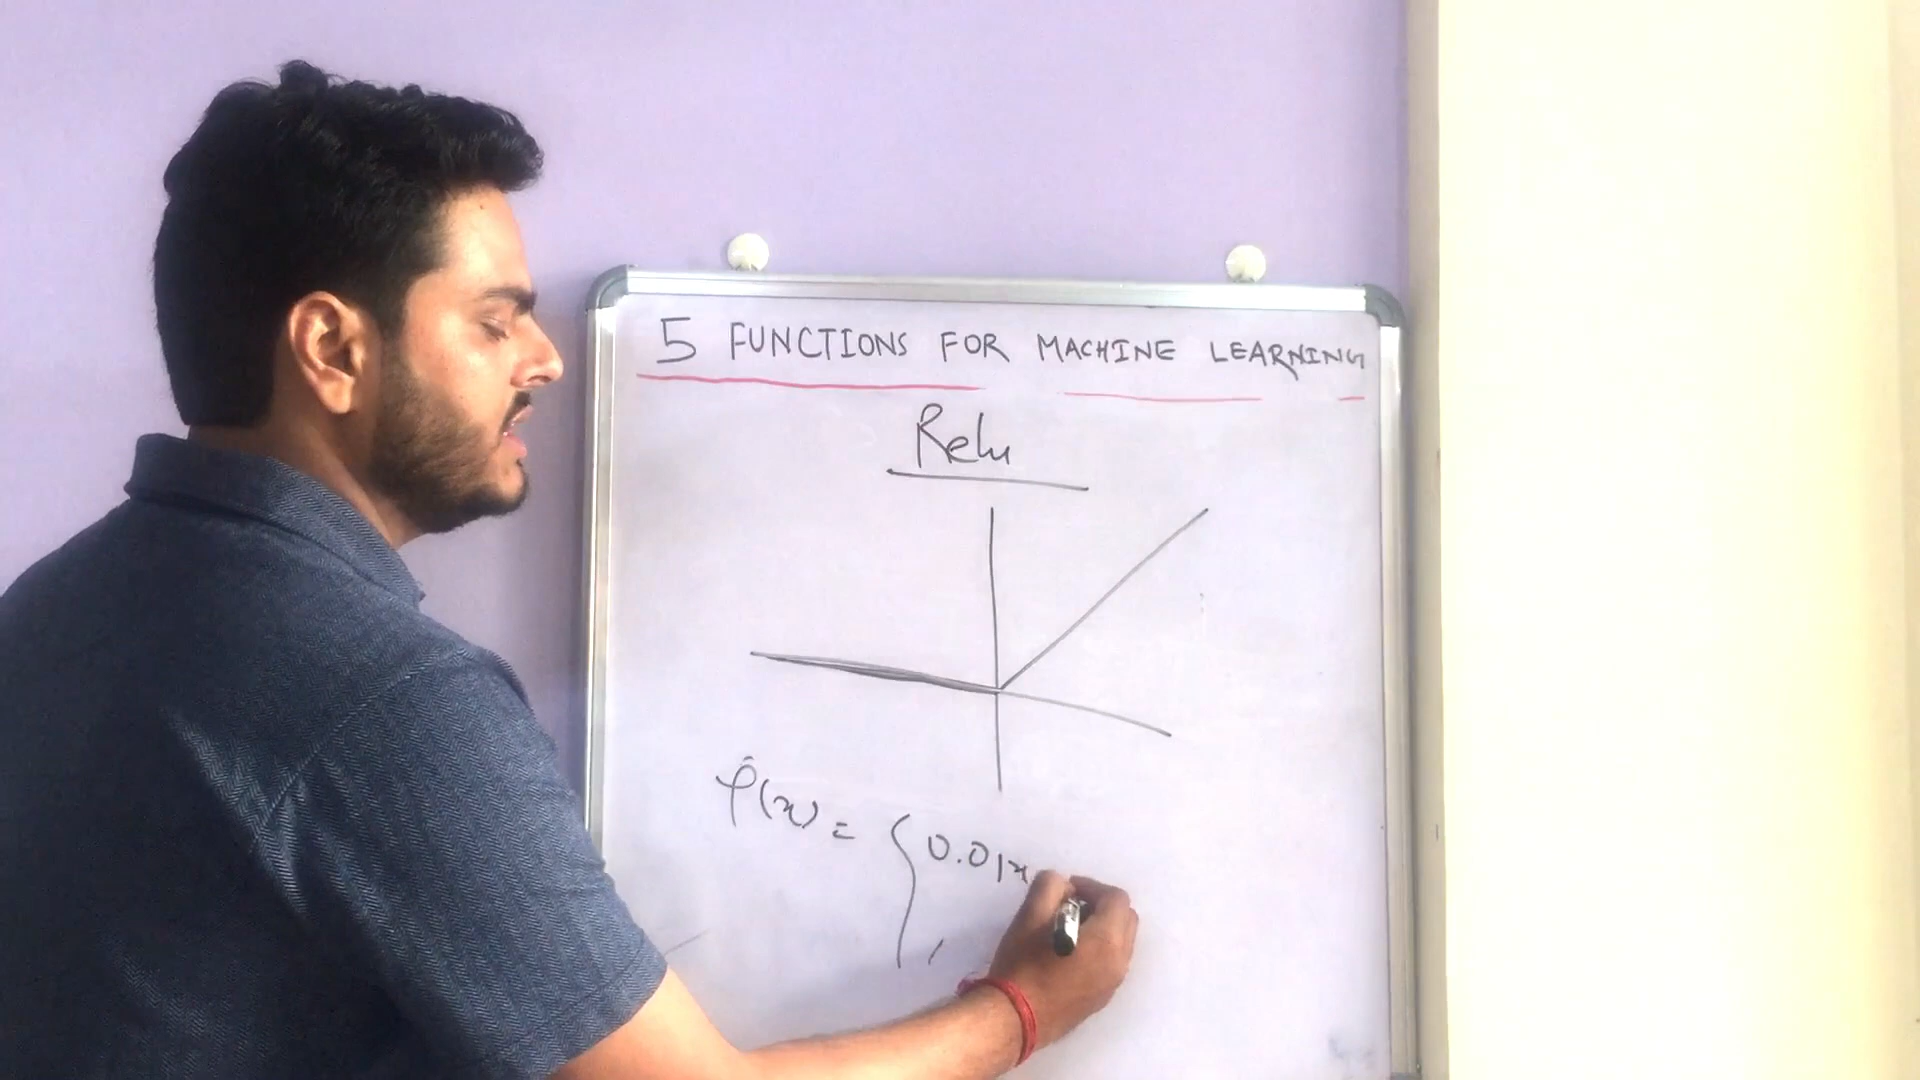 5 FUNCTIONS FOR MACHINE LEARNING
Relu
φ(x) = { 0.01x